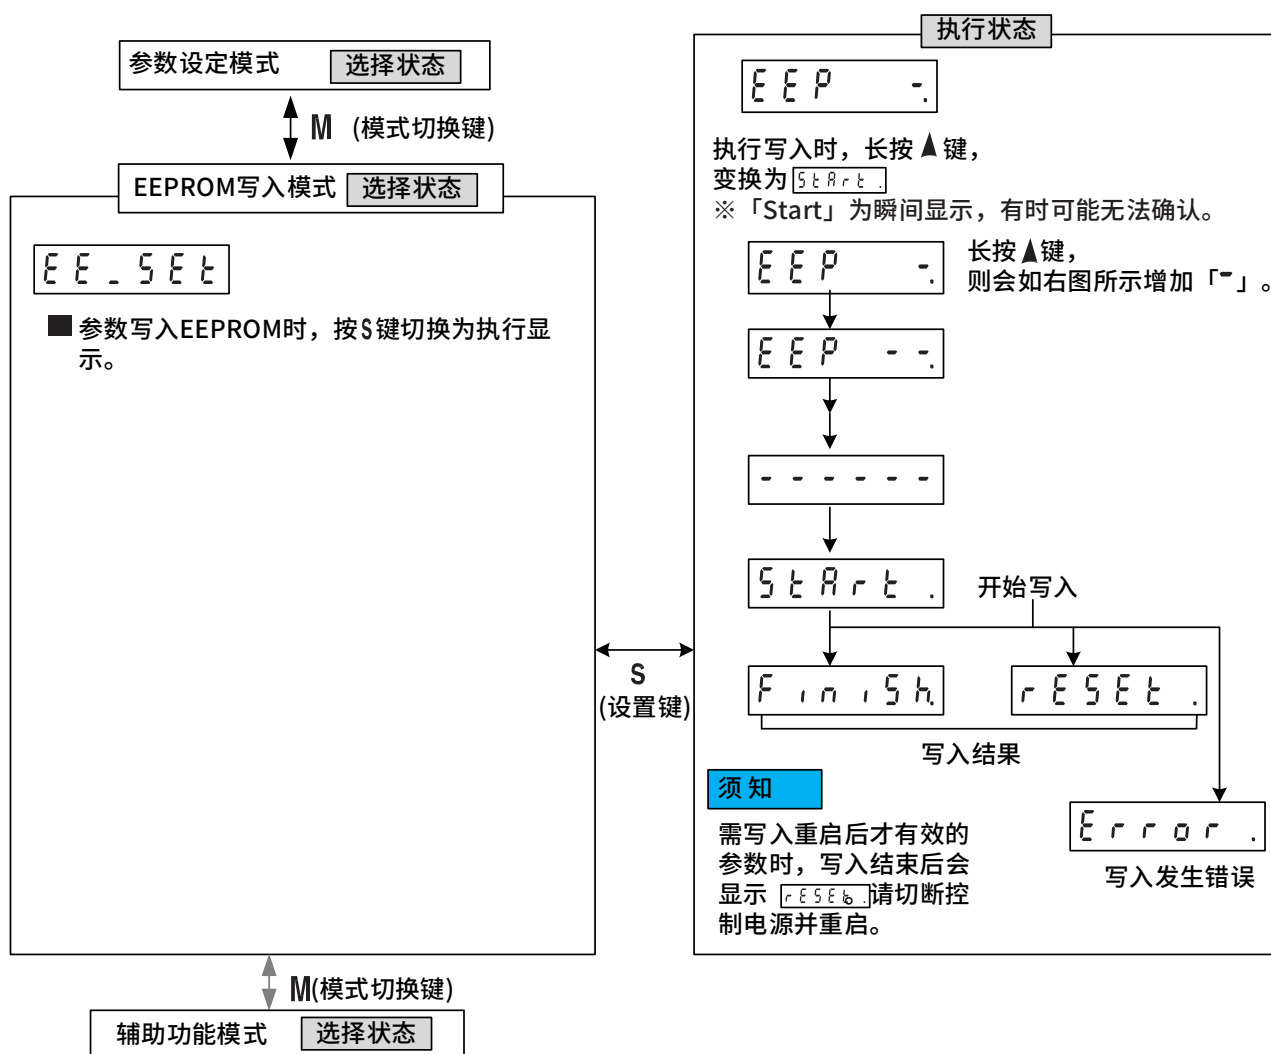 参数设定模式 选择状态
M (模式切换键)
EEPROM写入模式 选择状态
EE_SEt
■ 参数写入EEPROM时，按S键切换为执行显
示。
S
(设置键)
M(模式切换键)
辅助功能模式 选择状态
执行状态
EEP -.
执行写入时，长按▲键，
变换为 StArt .
※「Start」为瞬间显示，有时可能无法确认。
EEP -.
长按▲键，
则会如右图所示增加「-」。
EEP --.
------
StArt .
开始写入
FiniSh.
rESEt .
写入结果
须知
需写入重启后才有效的
参数时，写入结束后会
显示 rESEt。.请切断控
制电源并重启。
Error .
写入发生错误